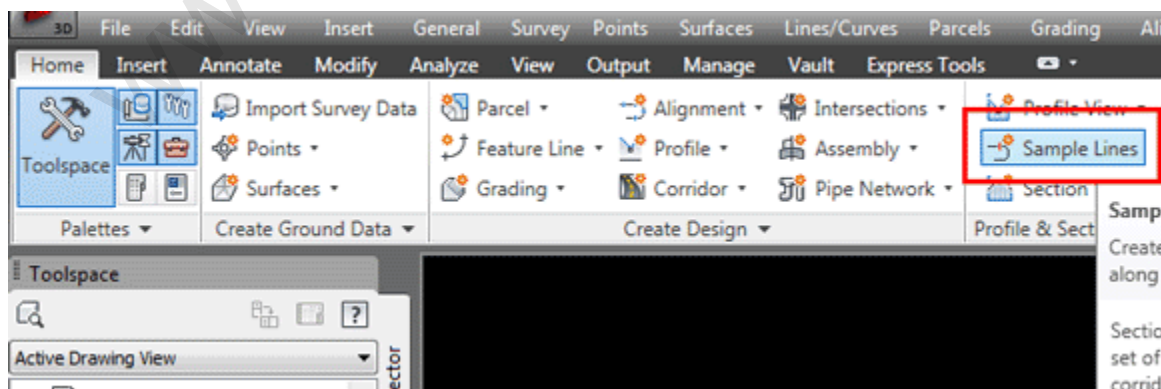 3D File Edit View Insert General Survey Points Surfaces Lines/Curves Parcels Grading
Home Insert Annotate Modify Analyze View Output Manage Vault Express Tools
Import Survey Data Parcel Alignment Intersections Profile View
Toolspace Points Feature Line Profile Assembly Sample Lines
Surfaces Grading Corridor Pipe Network Section
Palettes Create Ground Data Create Design Profile & Sect
Samp
Create
along
Toolspace
?
Active Drawing View
Sectio
set of
corrid
ector